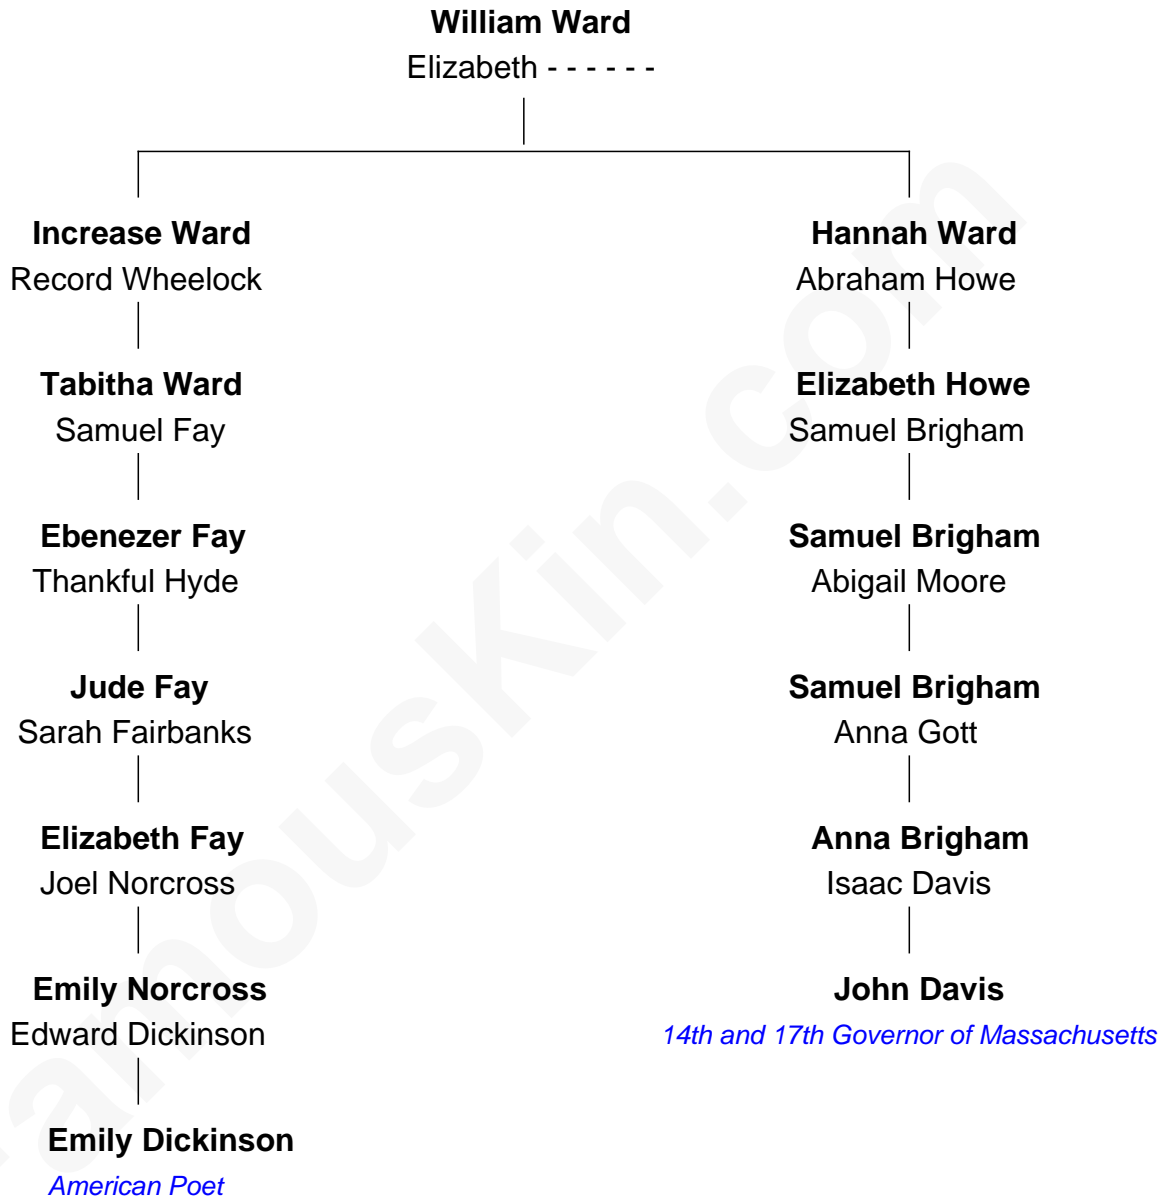 William Ward
Elizabeth - - - - - -
Increase Ward
Record Wheelock
Hannah Ward
Abraham Howe
Tabitha Ward
Samuel Fay
Elizabeth Howe
Samuel Brigham
Ebenezer Fay
Thankful Hyde
Samuel Brigham
Abigail Moore
Jude Fay
Sarah Fairbanks
Samuel Brigham
Anna Gott
Elizabeth Fay
Joel Norcross
Anna Brigham
Isaac Davis
Emily Norcross
Edward Dickinson
John Davis
14th and 17th Governor of Massachusetts
Emily Dickinson
American Poet
FamousKin.com